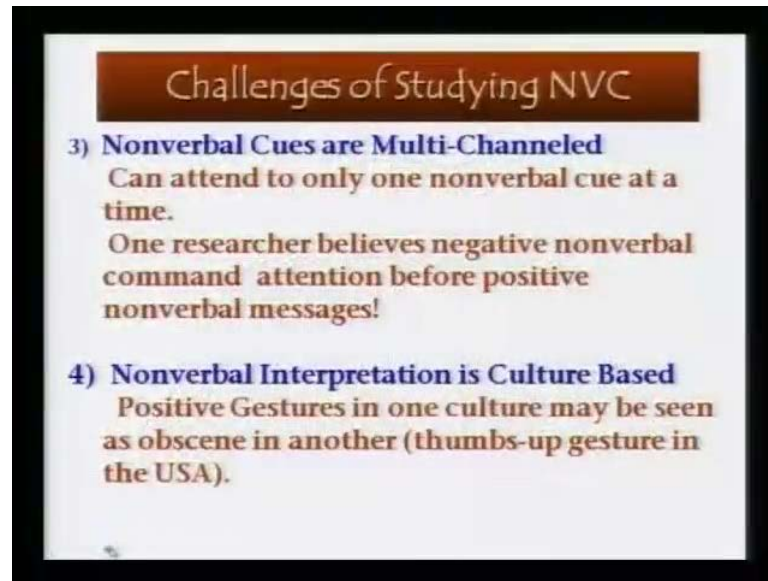 Challenges of Studying NVC
3) Nonverbal Cues are Multi-Channeled
Can attend to only one nonverbal cue at a
time.
One researcher believes negative nonverbal
command attention before positive
nonverbal messages!
4) Nonverbal Interpretation is Culture Based
Positive Gestures in one culture may be seen
as obscene in another (thumbs-up gesture in
the USA).